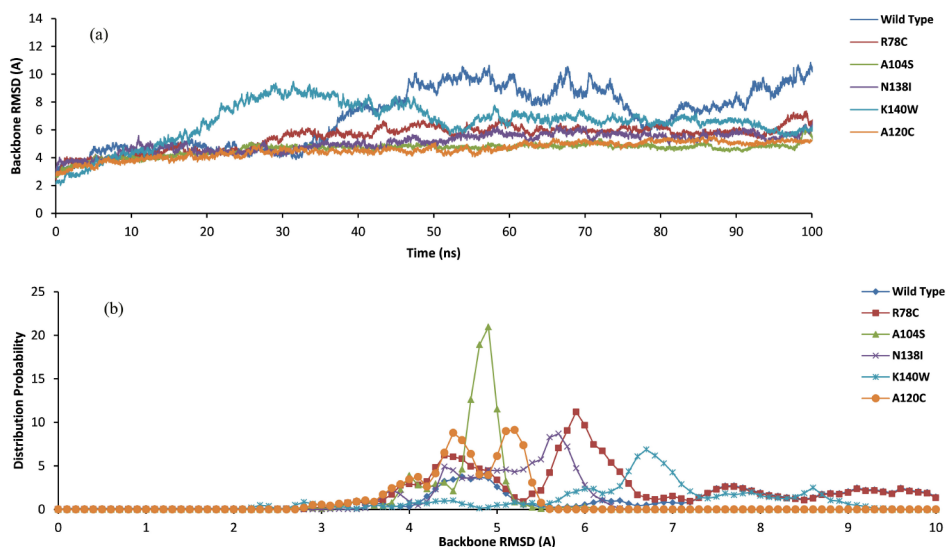 (a)
14
12
10
8
6
4
2
0
Backbone RMSD (A)
0 10 20 30 40 50 60 70 80 90 100
Time (ns)
Wild Type
R78C
A104S
N138I
K140W
A120C
(b)
25
20
15
10
5
0
Distribution Probability
0 1 2 3 4 5 6 7 8 9 10
Backbone RMSD (A)
Wild Type
R78C
A104S
N138I
K140W
A120C